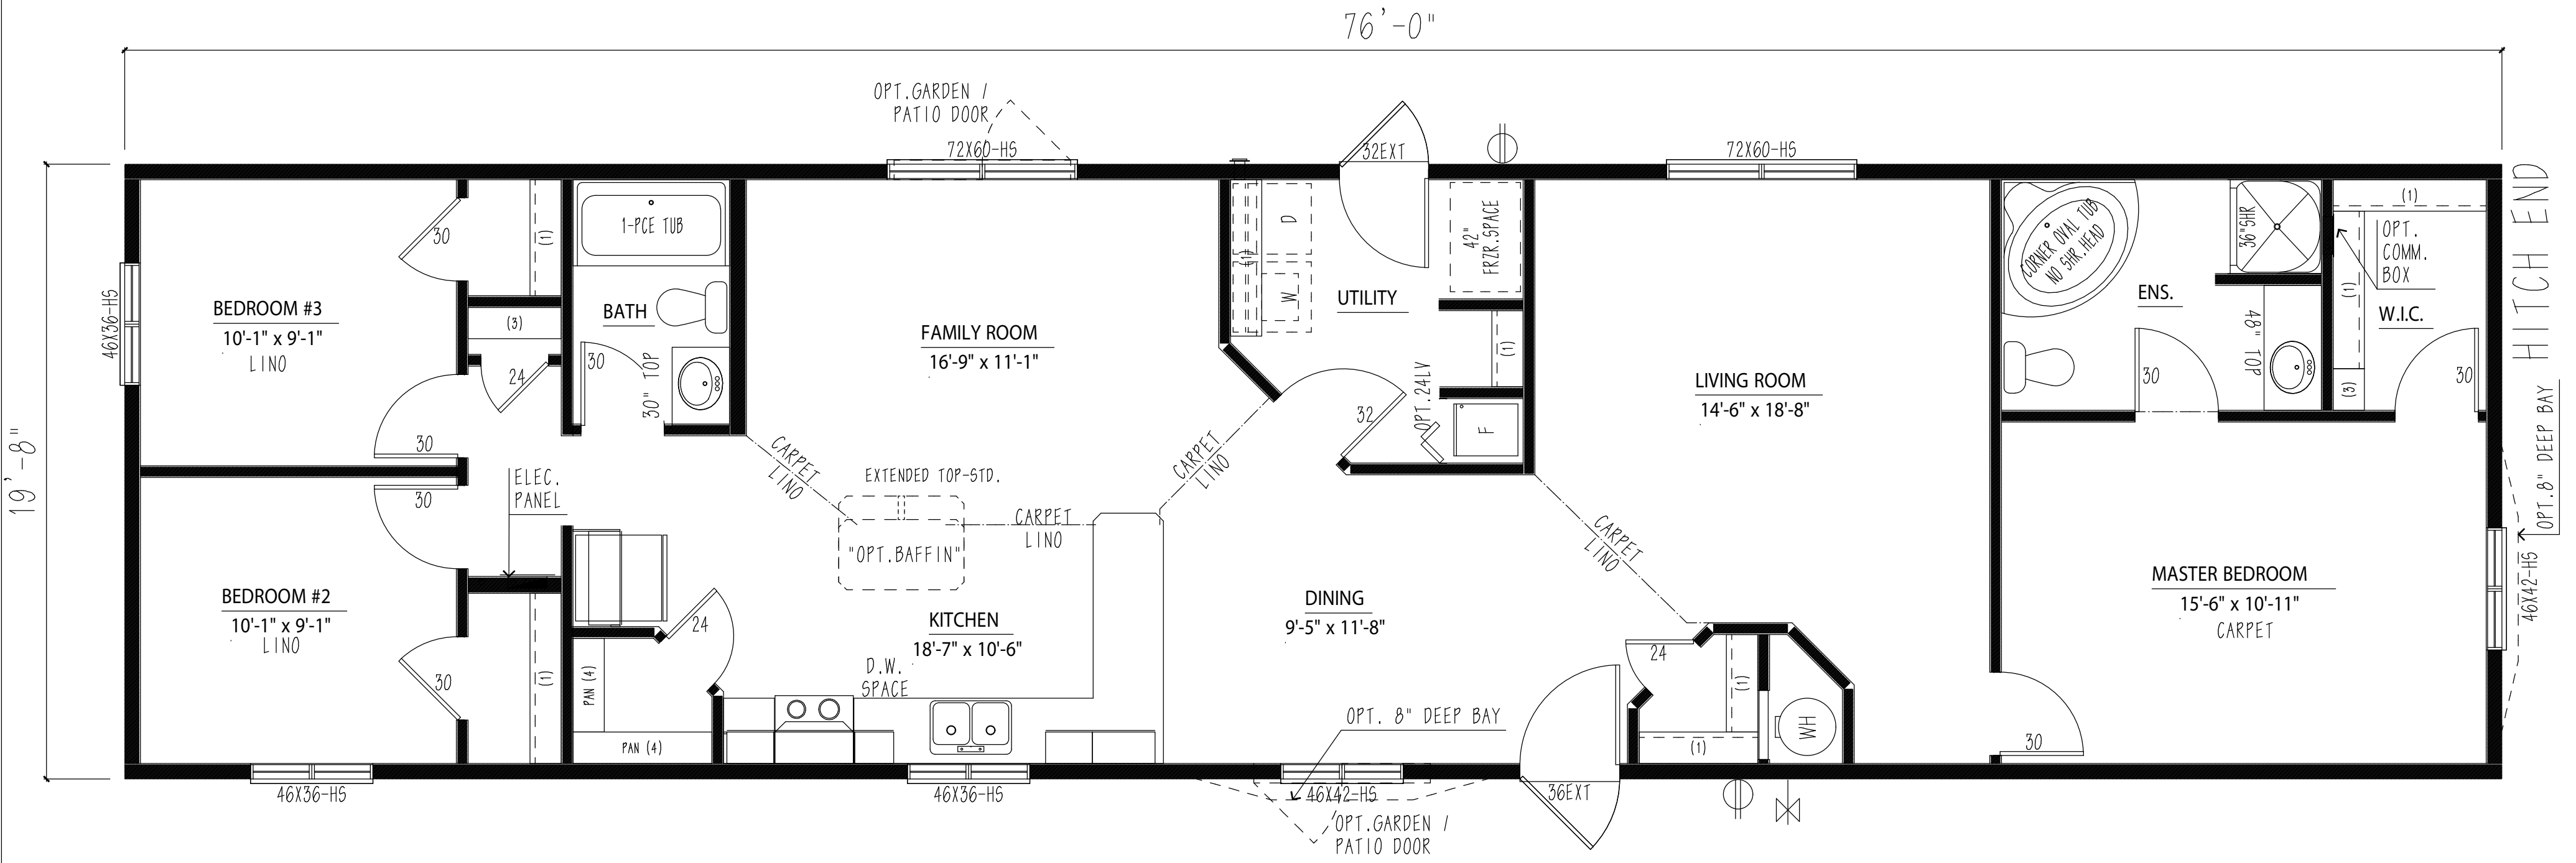 76'-0"
OPT.GARDEN /
PATIO DOOR
72X60-HS
32EXT
72X60-HS
HITCH END
19'-8"
46X36-HS
BEDROOM #3
10'-1" x 9'-1"
LINO
30
30
(1)
(3)
24
1-PCE TUB
BATH
30
30" TOP
FAMILY ROOM
16'-9" x 11'-1"
D
W
(1)
UTILITY
42"
FRZR.SPACE
(1)
32
OPT.24LV
F
LIVING ROOM
14'-6" x 18'-8"
CORNER OVAL TUB
NO SHR.HEAD
36"SHR
ENS.
48" TOP
30
(1)
OPT.
COMM.
BOX
(1)
W.I.C.
(3)
30
OPT.8" DEEP BAY
46X42-HS
CARPET
LINO
EXTENDED TOP-STD.
"OPT.BAFFIN"
CARPET
LINO
CARPET
LINO
CARPET
LINO
30
ELEC.
PANEL
BEDROOM #2
10'-1" x 9'-1"
LINO
30
(1)
24
PAN (4)
PAN (4)
KITCHEN
18'-7" x 10'-6"
D.W.
SPACE
DINING
9'-5" x 11'-8"
OPT. 8" DEEP BAY
24
(1)
(1)
WH
MASTER BEDROOM
15'-6" x 10'-11"
CARPET
30
46X36-HS
46X36-HS
46X42-HS
36EXT
OPT.GARDEN /
PATIO DOOR